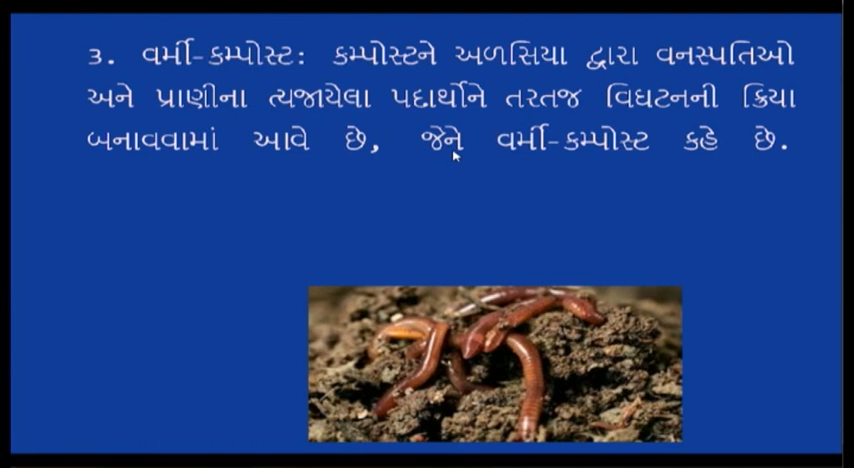 ૩. વર્મી-કમ્પોસ્ટ: કમ્પોસ્ટને અળસિયા દ્વારા વનસ્પતિઓ
અને પ્રાણીના ત્યજાયેલા પદાર્થોને તરતજ વિઘટનની ક્રિયા
બનાવવામાં આવે છે, જેને વર્મી-કમ્પોસ્ટ કહે છે.